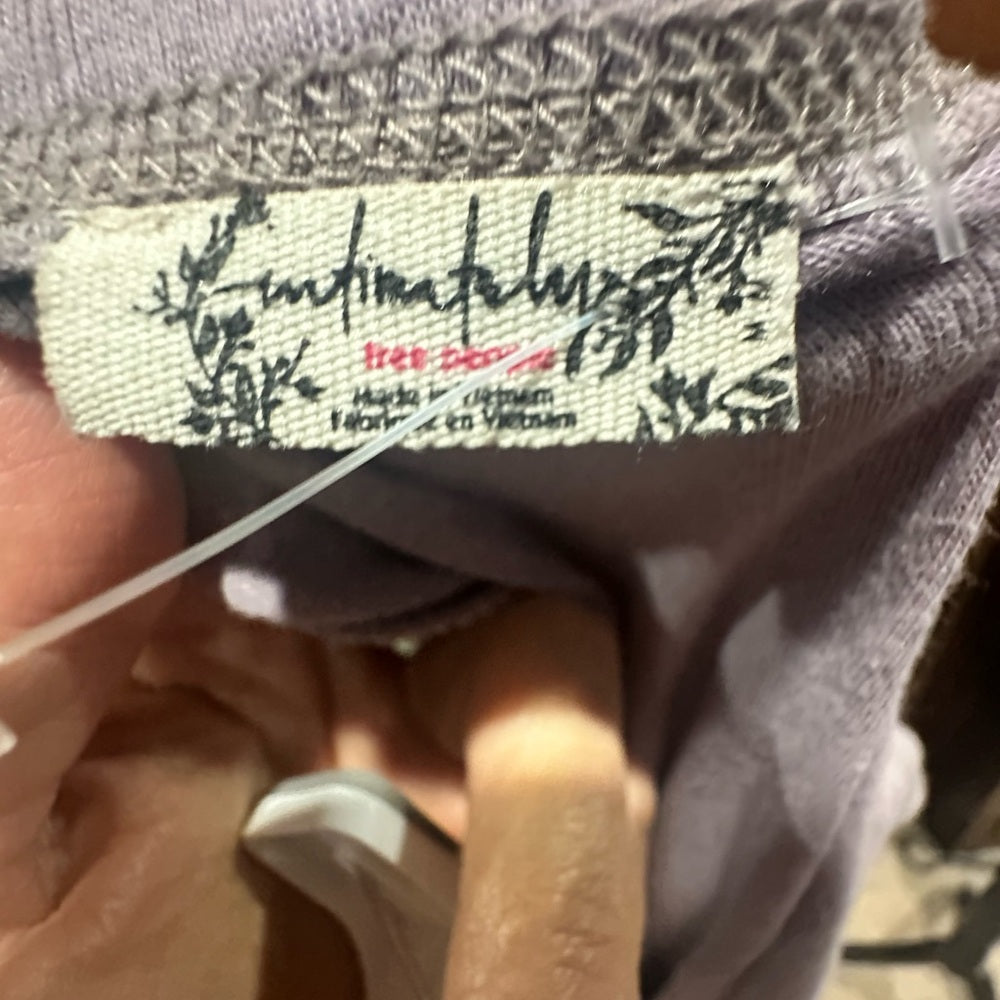 intimately
free people
Made in Vietnam
Fabriqué en Vietnam